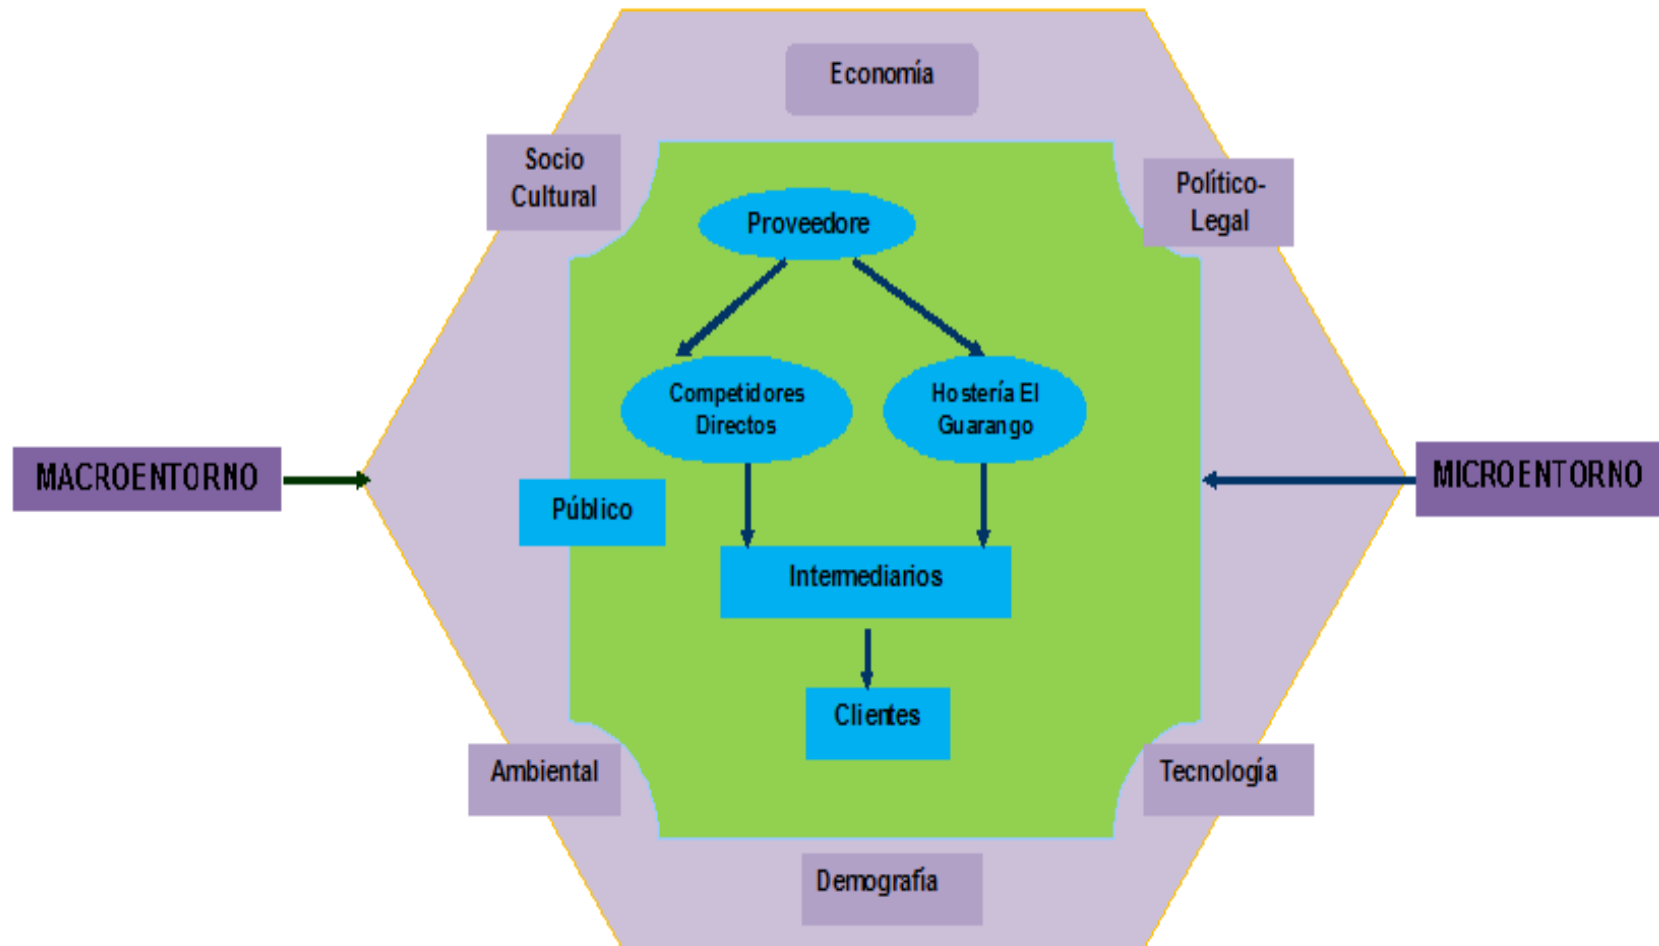 Economía
Socio
Cultural
Político-
Legal
Proveedore
Competidores
Directos
Hostería El
Guarango
MACROENTORNO
MICROENTORNO
Público
Intermediarios
Clientes
Ambiental
Tecnología
Demografía